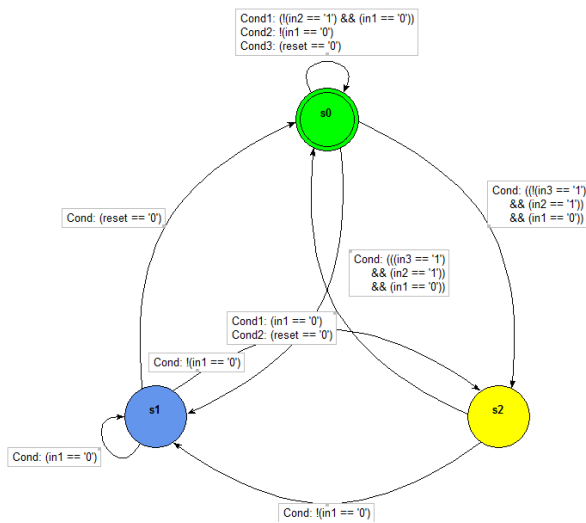 Cond1: (!(in2 == '1') && (in1 == '0'))
Cond2: !(in1 == '0')
Cond3: (reset == '0')
s0
Cond: ((!(in3 == '1')
&& (in2 == '1'))
&& (in1 == '0'))
Cond: (reset == '0')
Cond: (((in3 == '1')
&& (in2 == '1'))
&& (in1 == '0'))
Cond1: (in1 == '0')
Cond2: (reset == '0')
Cond: !(in1 == '0')
s1
s2
Cond: (in1 == '0')
Cond: !(in1 == '0')